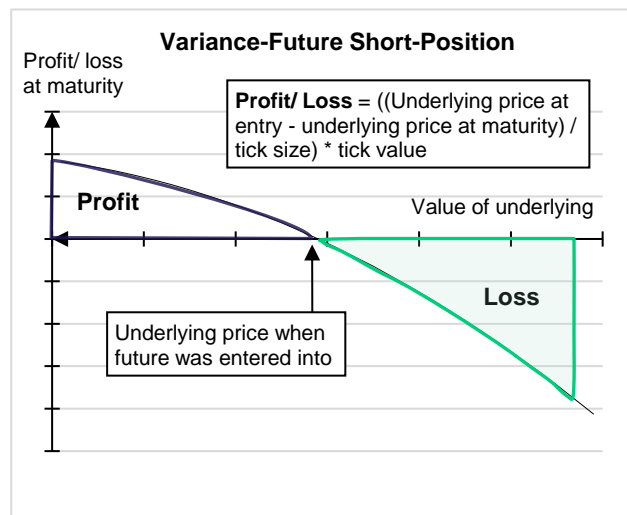 Variance-Future Short-Position
Profit/ loss
at maturity
Profit/ Loss = ((Underlying price at
entry - underlying price at maturity) /
tick size) * tick value
Profit
Value of underlying
Loss
Underlying price when
future was entered into